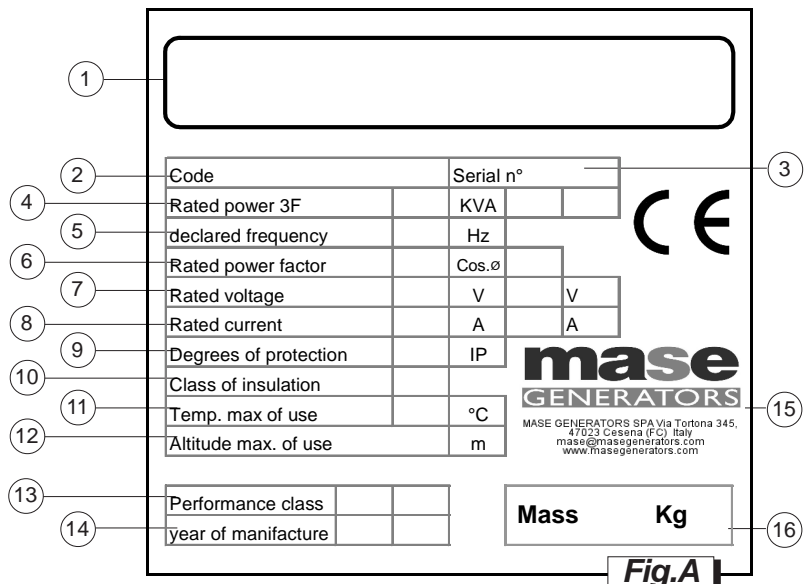 1
2 Code Serial n° 3
4 Rated power 3F KVA
5 declared frequency Hz
6 Rated power factor Cos.ø
7 Rated voltage V V
8 Rated current A A
9 Degrees of protection IP
10 Class of insulation
11 Temp. max of use °C
12 Altitude max. of use m
CE
mase
GENERATORS
15
MASE GENERATORS SPA Via Tortona 345,
47023 Cesena (FC) Italy
mase@masegenerators.com
www.masegenerators.com
13 Performance class
14 year of manifacture
Mass Kg 16
Fig.A